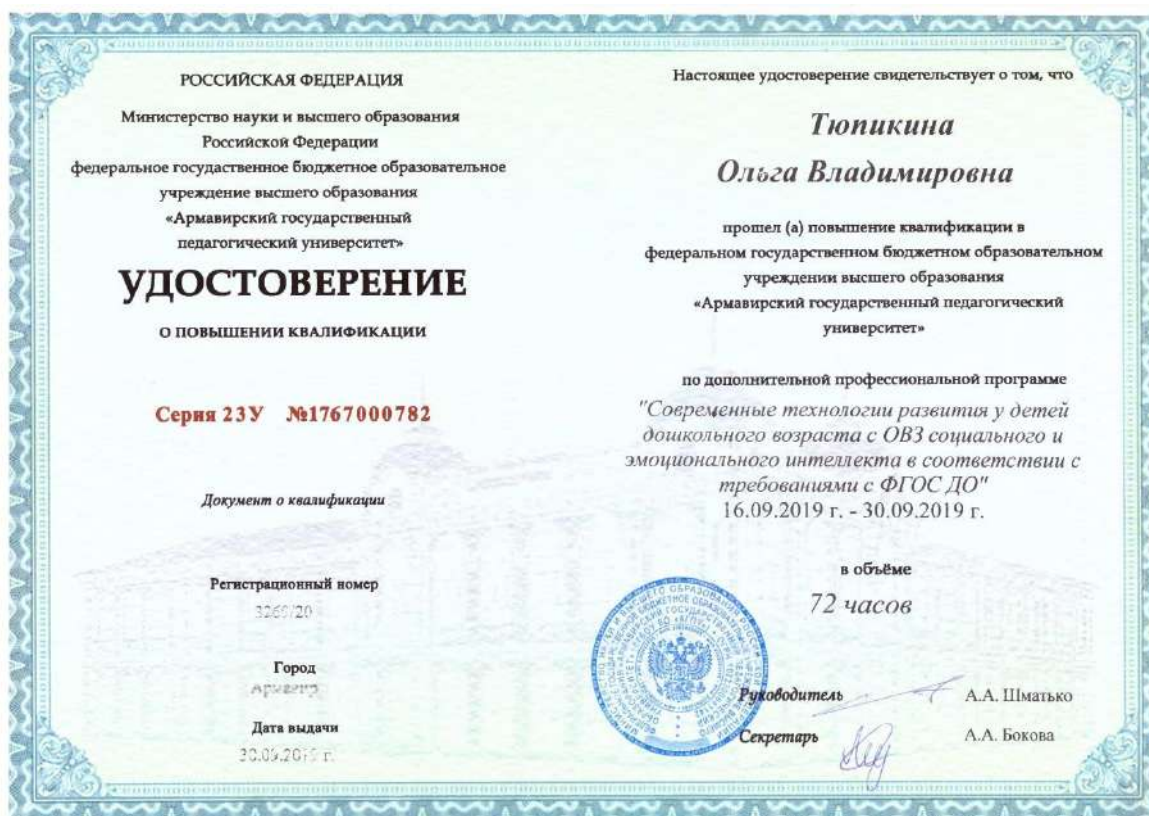 РОССИЙСКАЯ ФЕДЕРАЦИЯ
Министерство науки и высшего образования
Российской Федерации
федеральное госудаственное бюджетное образовательное
учреждение высшего образования
«Армавирский государственный
педагогический университет»
УДОСТОВЕРЕНИЕ
О ПОВЫШЕНИИ КВАЛИФИКАЦИИ
Серия 23У №1767000782
Документ о квалификации
Регистрационный номер
Город
Армавир
Дата выдачи
Настоящее удостоверение свидетельствует о том, что
Тюпикина
Ольга Владимировна
прошел (а) повышение квалификации в
федеральном государственном бюджетном образовательном
учреждении высшего образования
«Армавирский государственный педагогический
университет»
по дополнительной профессиональной программе
"Современные технологии развития у детей
дошкольного возраста с ОВЗ социального и
эмоционального интеллекта в соответствии с
требованиями с ФГОС ДО"
16.09.2019 г. - 30.09.2019 г.
в объёме
72 часов
Руководитель А.А. Шматько
Секретарь А.А. Бокова